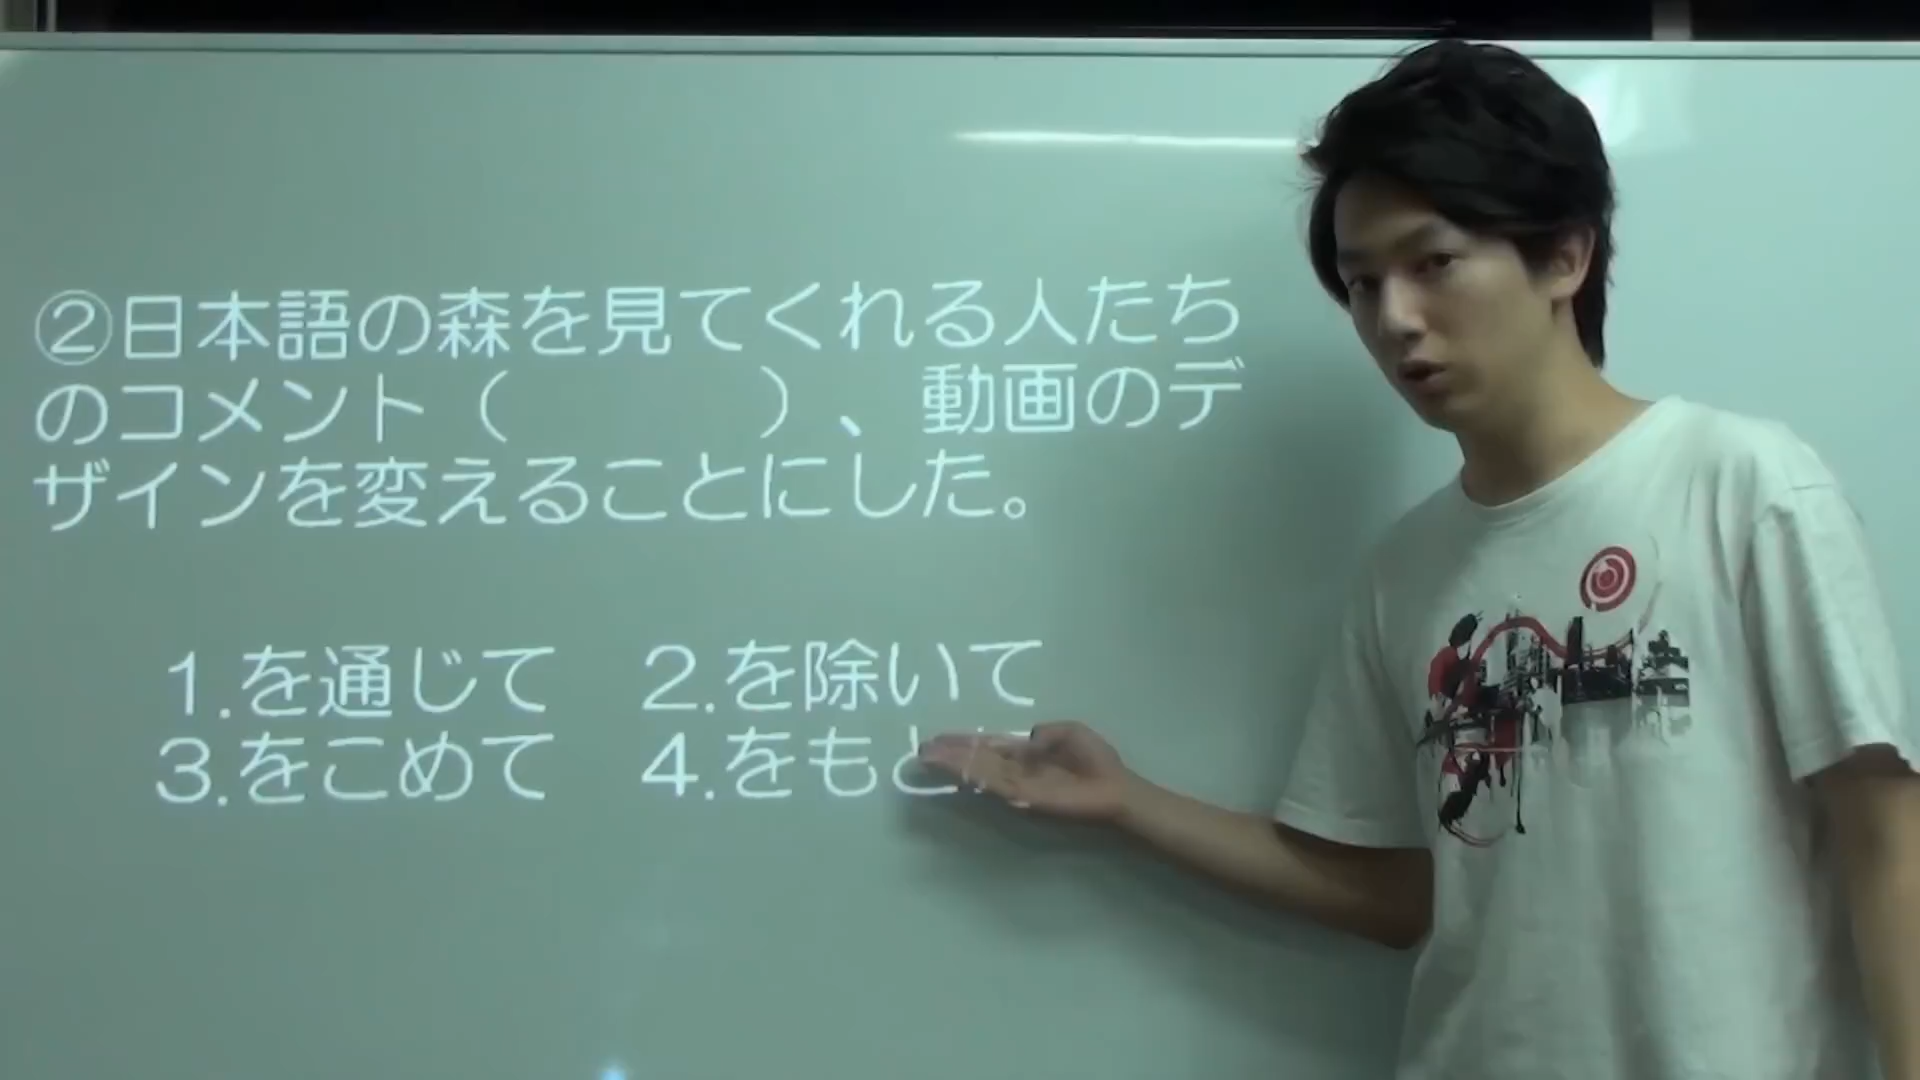 ②日本語の森を見てくれる人たち
のコメント（　　　）、動画のデ
ザインを変えることにした。
1.を通じて　2.を除いて
3.をこめて　4.をもとに